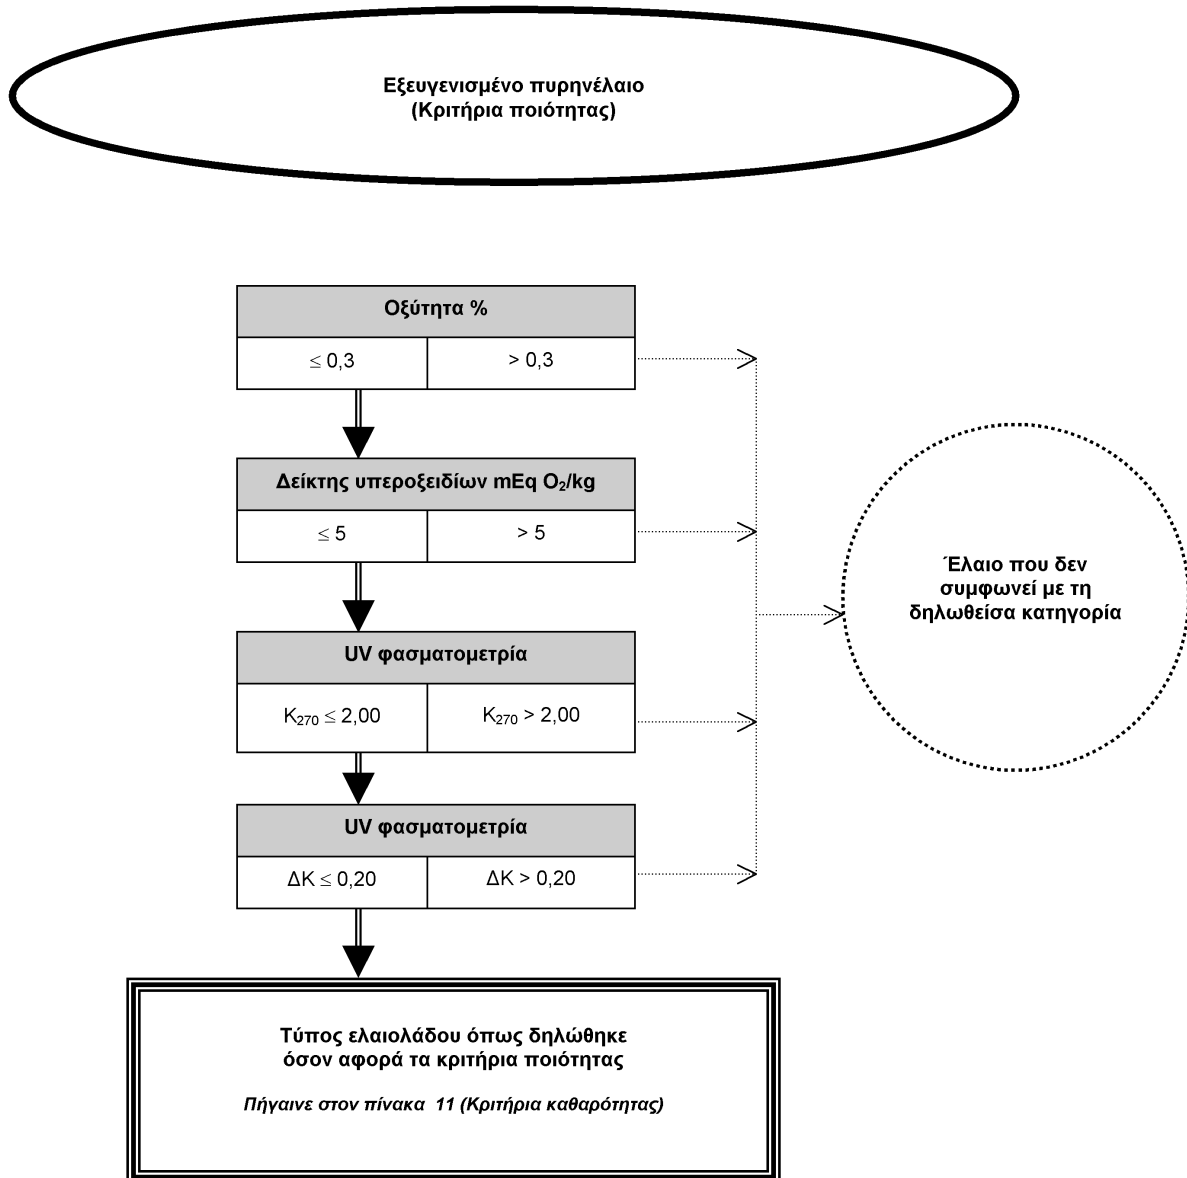 Εξευγενισμένο πυρηνέλαιο
(Κριτήρια ποιότητας)
Οξύτητα %
≤ 0,3
> 0,3
Δείκτης υπεροξειδίων mEq O₂/kg
≤ 5
> 5
UV φασματομετρία
K₂₇₀ ≤ 2,00
K₂₇₀ > 2,00
UV φασματομετρία
ΔK ≤ 0,20
ΔK > 0,20
Έλαιο που δεν
συμφωνεί με τη
δηλωθείσα κατηγορία
Τύπος ελαιολάδου όπως δηλώθηκε
όσον αφορά τα κριτήρια ποιότητας
Πήγαινε στον πίνακα 11 (Κριτήρια καθαρότητας)